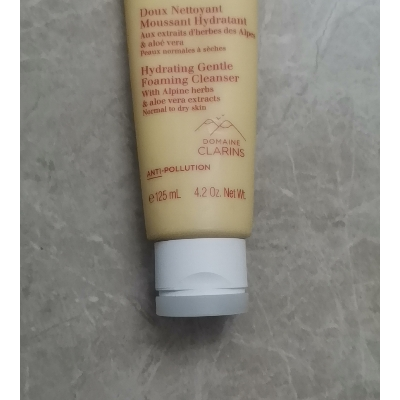 Doux Nettoyant
Moussant Hydratant
Aux extraits d'herbes des Alpes
& aloé vera
Peaux normales à sèches
Hydrating Gentle
Foaming Cleanser
With Alpine herbs
& aloe vera extracts
Normal to dry skin
DOMAINE
CLARINS
ANTI-POLLUTION
℮ 125 mL 4.2 Oz. Net Wt.